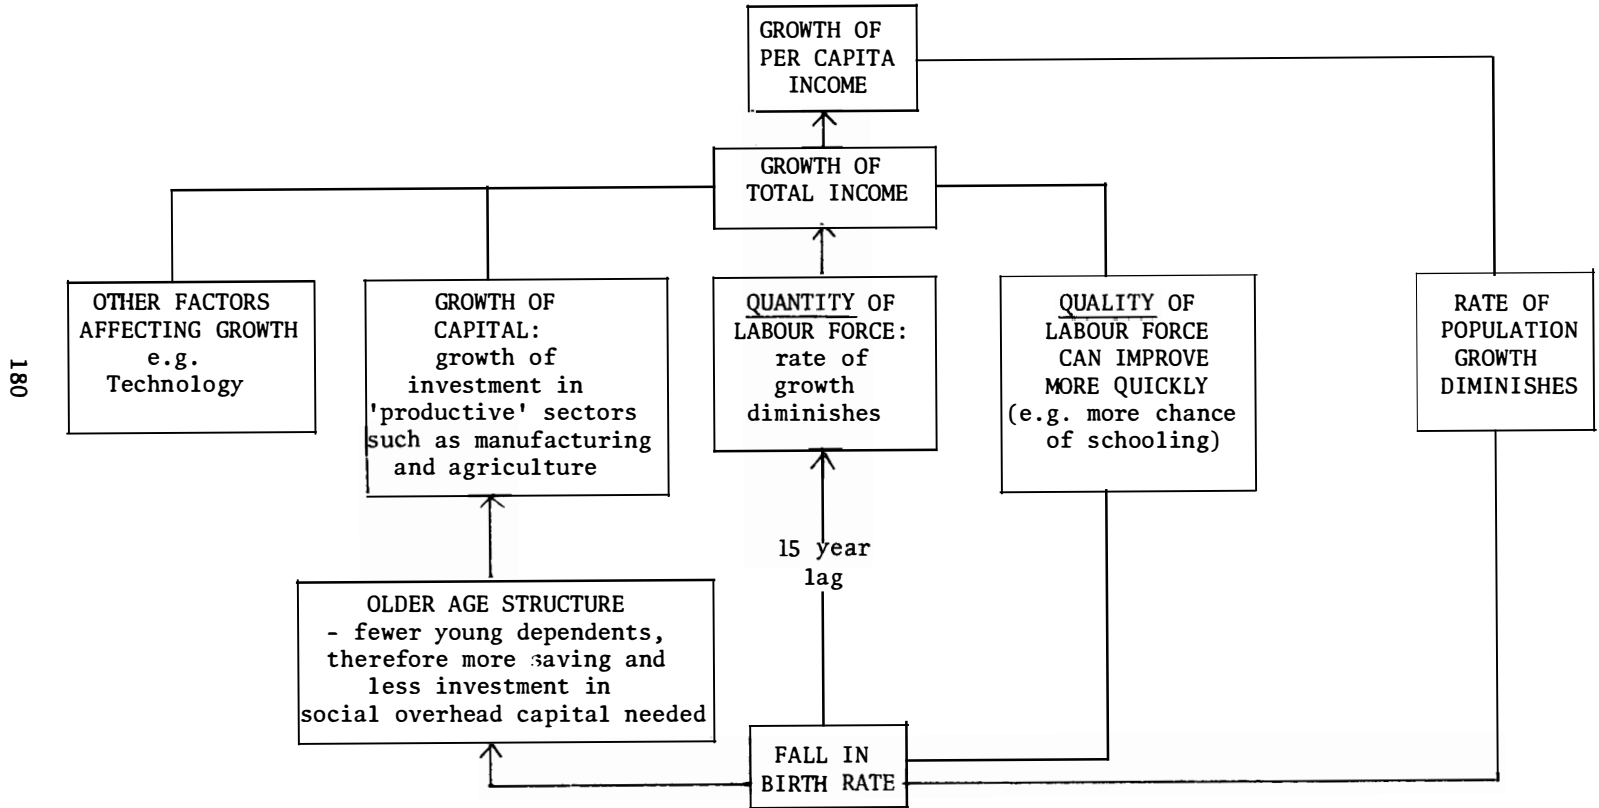 GROWTH OF
PER CAPITA
INCOME
GROWTH OF
TOTAL INCOME
OTHER FACTORS
AFFECTING GROWTH
e.g.
Technology
GROWTH OF
CAPITAL:
growth of
investment in
'productive' sectors
such as manufacturing
and agriculture
QUANTITY OF
LABOUR FORCE:
rate of
growth
diminishes
QUALITY OF
LABOUR FORCE
CAN IMPROVE
MORE QUICKLY
(e.g. more chance
of schooling)
RATE OF
POPULATION
GROWTH
DIMINISHES
180
15 year
lag
OLDER AGE STRUCTURE
- fewer young dependents,
therefore more saving and
less investment in
social overhead capital needed
FALL IN
BIRTH RATE